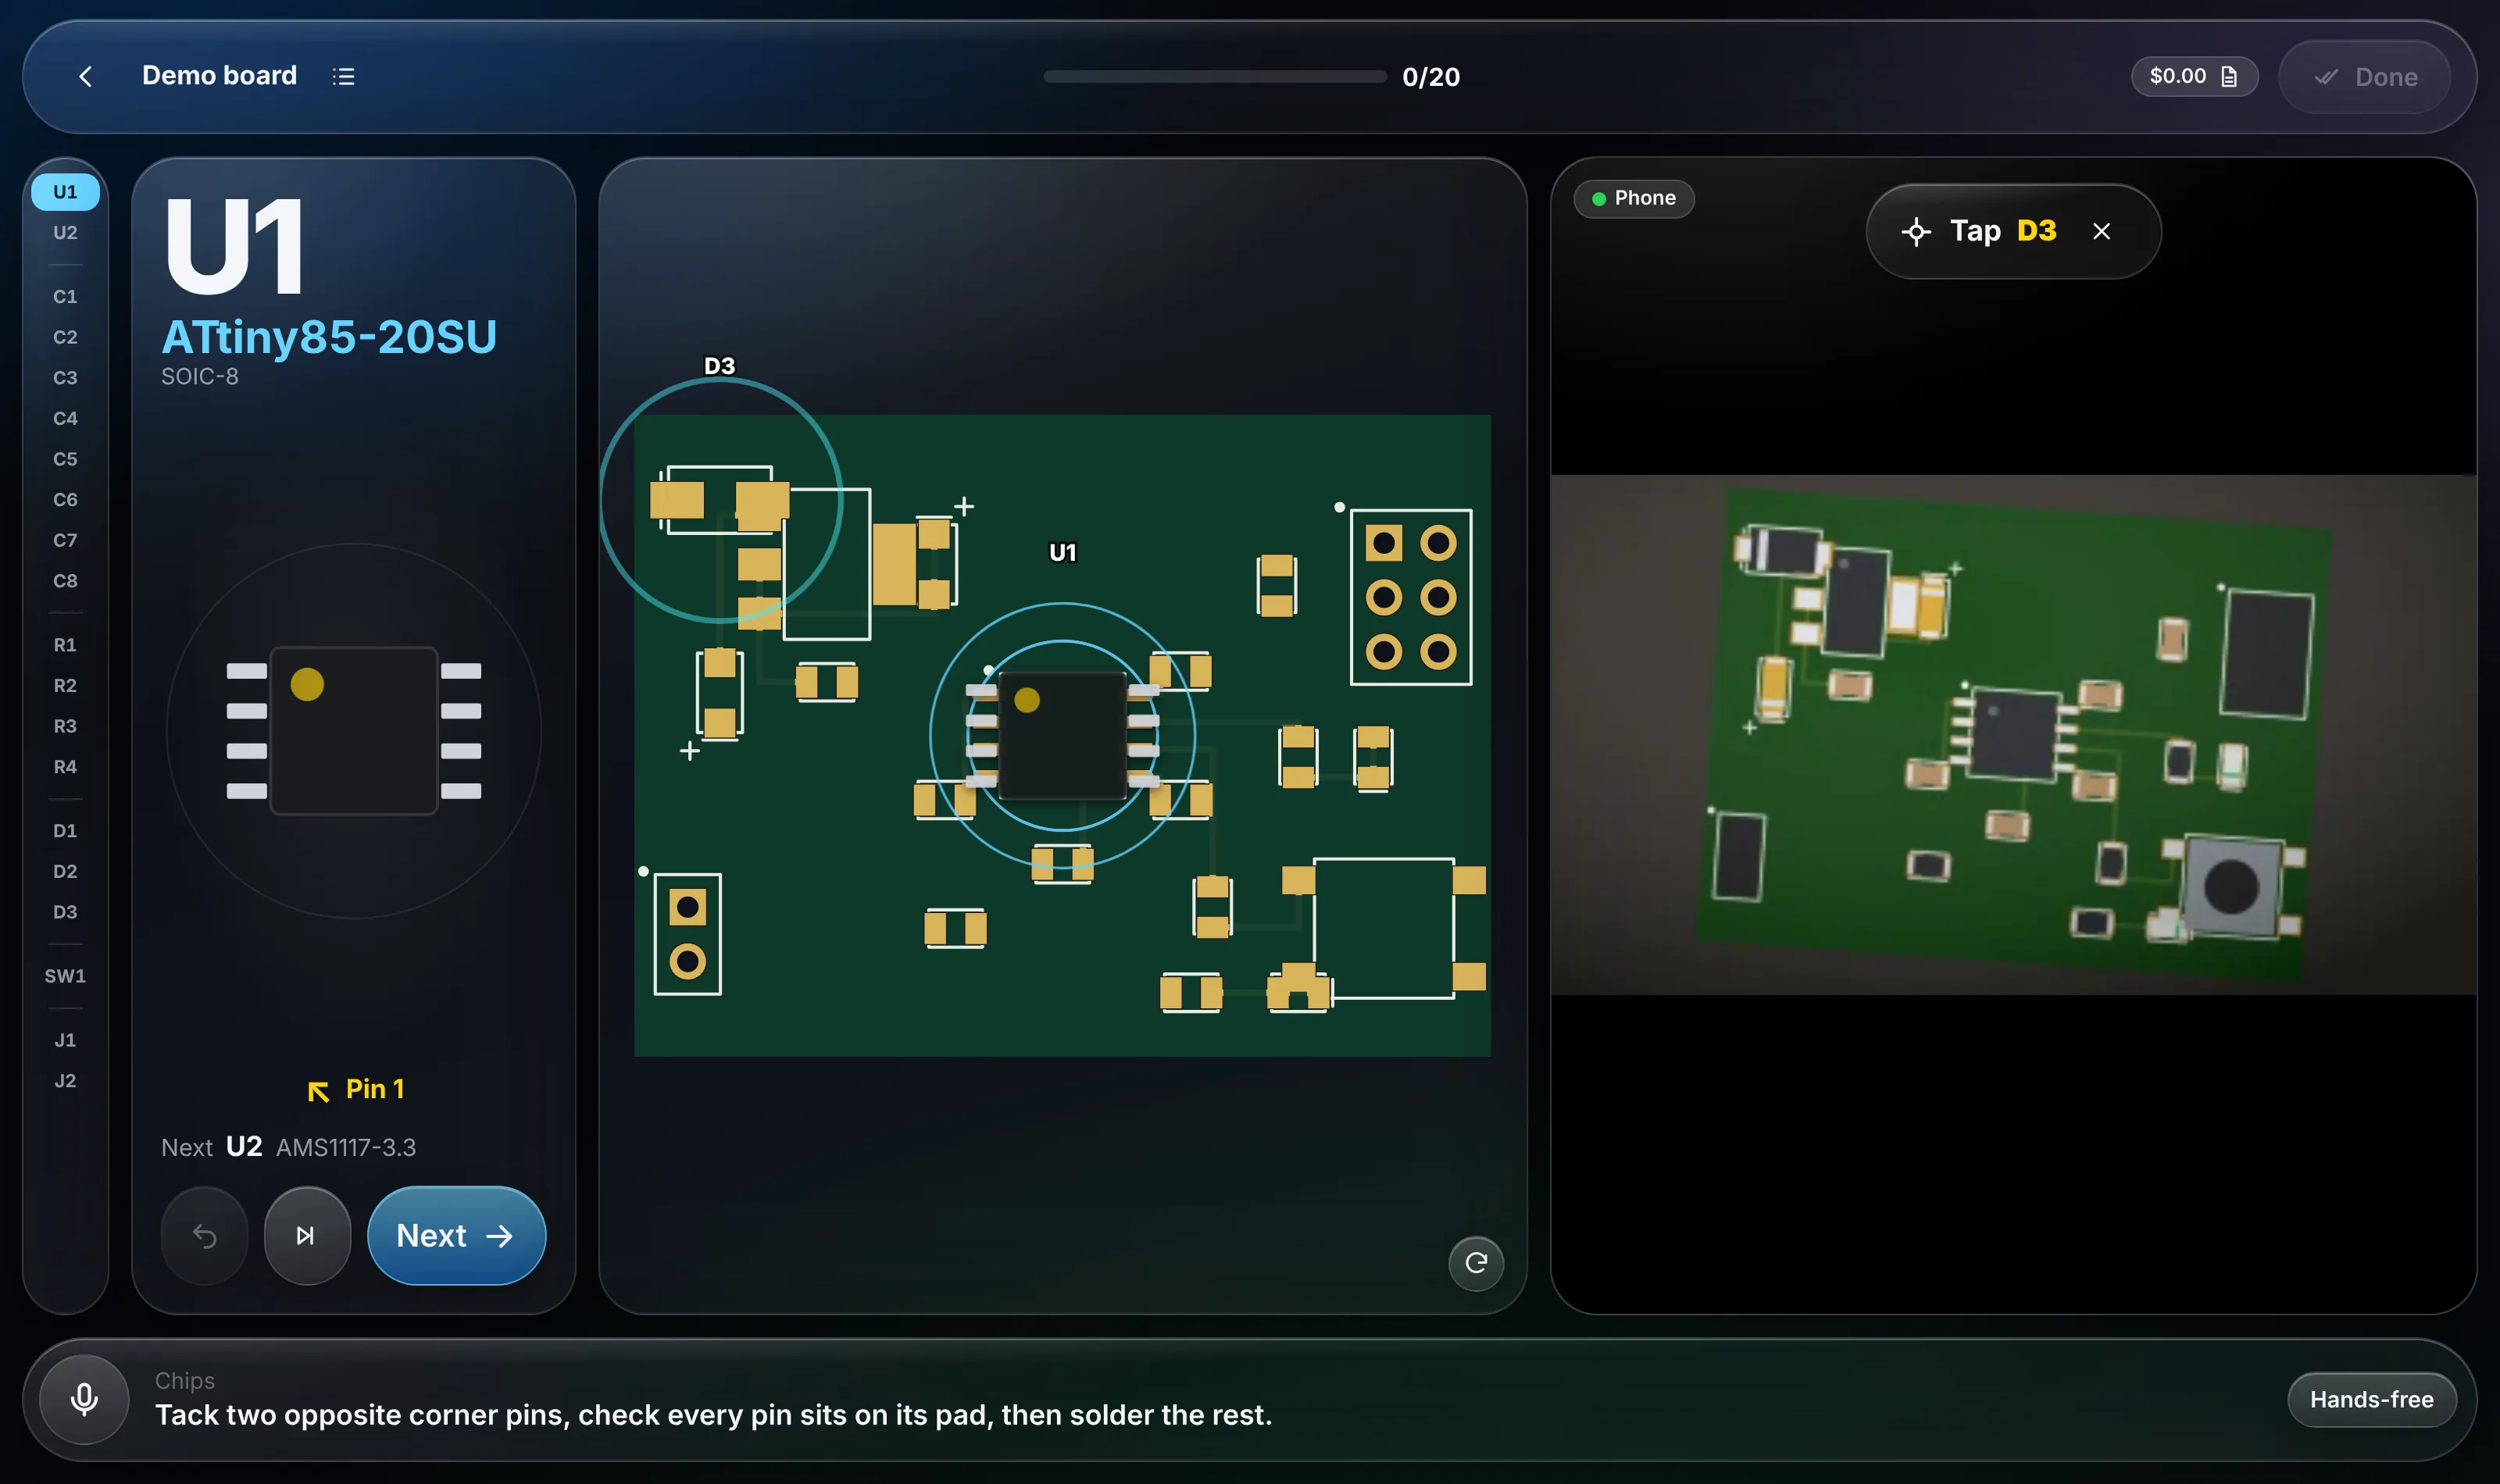 Demo board
0/20
$0.00
Done
U1
U2
C1
C2
C3
C4
C5
C6
C7
C8
R1
R2
R3
R4
D1
D2
D3
SW1
J1
J2
U1
ATtiny85-20SU
SOIC-8
Pin 1
Next U2 AMS1117-3.3
Next
D3
+
U1
+
Phone
Tap D3
+
+
Chips
Tack two opposite corner pins, check every pin sits on its pad, then solder the rest.
Hands-free